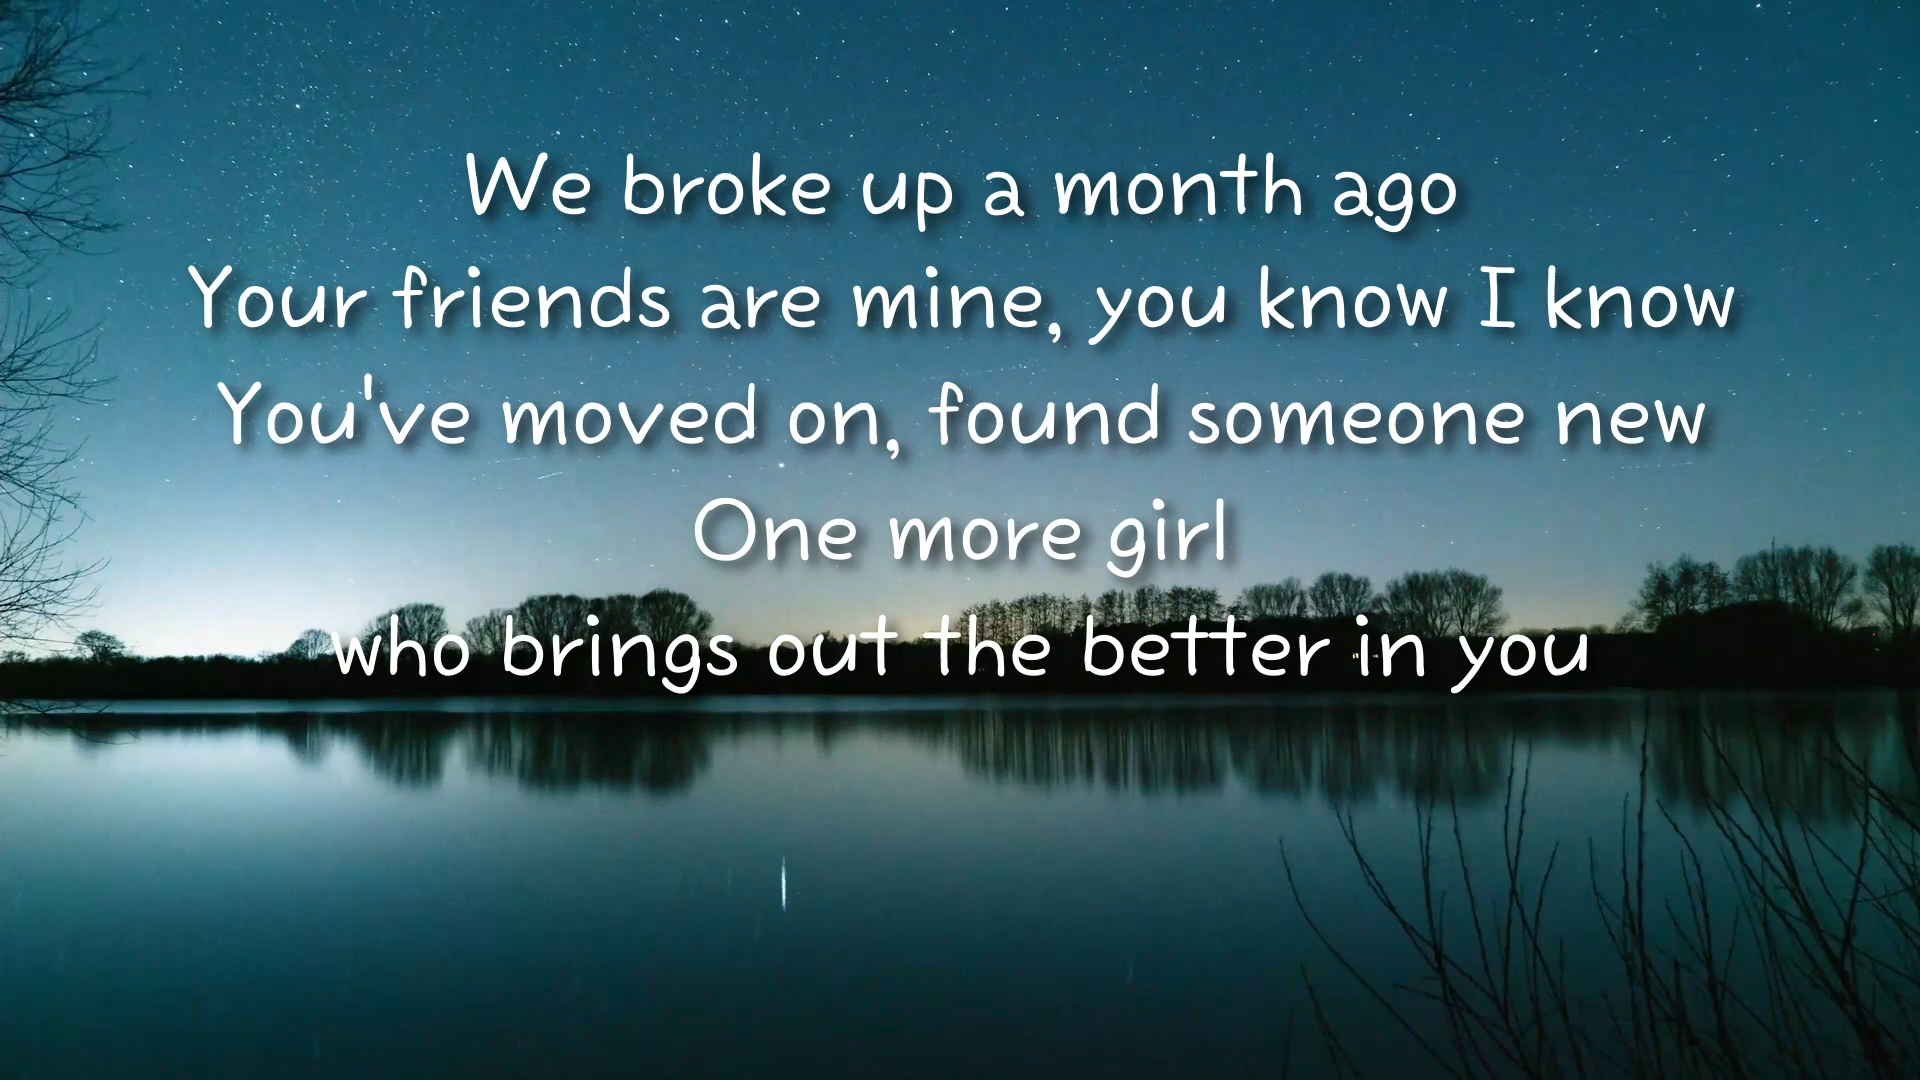 We broke up a month ago
Your friends are mine, you know I know
You've moved on, found someone new
One more girl
who brings out the better in you